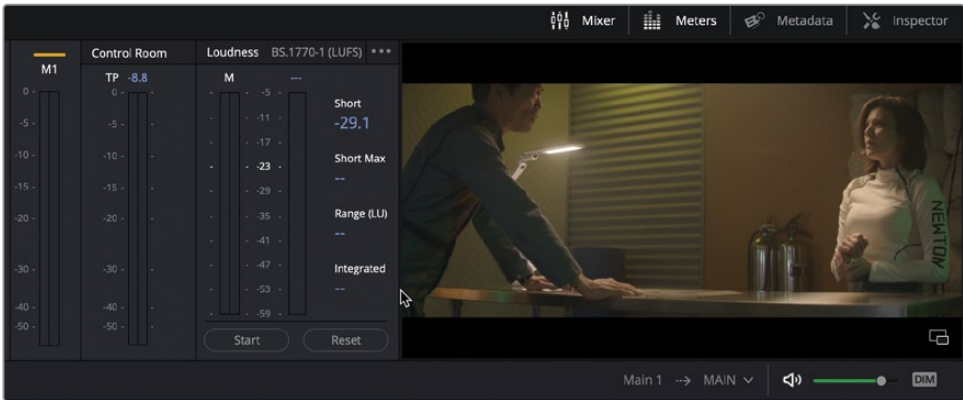 Mixer Meters Metadata Inspector
M1
0
-5
-10
-15
-20
-30
-40
-50
Control Room
TP -8.8
0
-5
-10
-15
-20
-30
-40
-50
Loudness BS.1770-1 (LUFS)
M ---
-5
-11
-17
-23
-29
-35
-41
-47
-53
-59
Short
-29.1
Short Max
--
Range (LU)
--
Integrated
--
Start Reset
NEWTON
Main 1 MAIN DIM